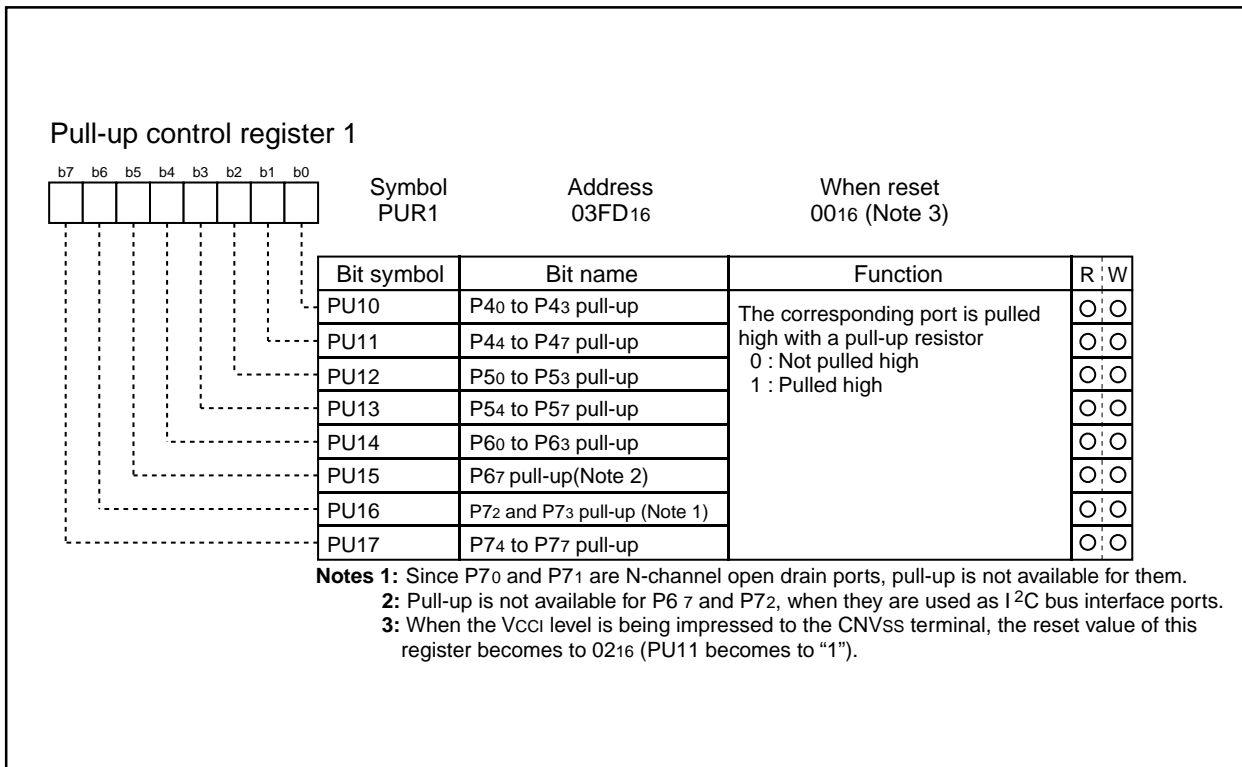 Pull-up control register 1
b7 b6 b5 b4 b3 b2 b1 b0
Symbol Address When reset
PUR1 03FD16 0016 (Note 3)
Bit symbol Bit name Function R W
PU10 P40 to P43 pull-up
PU11 P44 to P47 pull-up
PU12 P50 to P53 pull-up
PU13 P54 to P57 pull-up
PU14 P60 to P63 pull-up
PU15 P67 pull-up(Note 2)
PU16 P72 and P73 pull-up (Note 1)
PU17 P74 to P77 pull-up
The corresponding port is pulled
high with a pull-up resistor
0 : Not pulled high
1 : Pulled high
Notes 1: Since P70 and P71 are N-channel open drain ports, pull-up is not available for them.
2: Pull-up is not available for P6 7 and P72, when they are used as I 2C bus interface ports.
3: When the VCCI level is being impressed to the CNVSS terminal, the reset value of this
register becomes to 0216 (PU11 becomes to “1”).